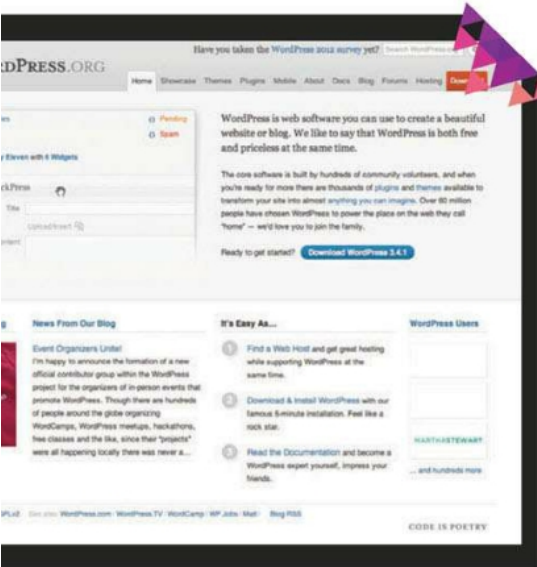 Have you taken the WordPress 2012 survey yet? Search WordPress.org
RDPRESS.ORG
Home Showcase Themes Plugins Mobile About Docs Blog Forums Hosting
Pending
WordPress is web software you can use to create a beautiful
0 Spam
website or blog. We like to say that WordPress is both free
and priceless at the same time.
y Eleven with 6 Widgets
The core software is built by hundreds of community volunteers, and when
you're ready for more there are thousands of plugins and themes available to
transform your site into almost anything you can imagine. Over 60 million
people have chosen WordPress to power the place on the web they call
"home" — we'd love you to join the family.
Title
Upload/Insert
Ready to get started? Download WordPress 3.4.1
News From Our Blog
Event Organizers Unite!
I'm happy to announce the formation of a new
official contributor group within the WordPress
project for the organizers of in-person events that
promote WordPress. Though there are hundreds
of people around the globe organizing
WordCamps, WordPress meetups, hackathons,
free classes and the like, since their "projects"
were all happening locally there was never a...
It's Easy As...
1 Find a Web Host and get great hosting
while supporting WordPress at the
same time.
2 Download & Install WordPress with our
famous 5-minute installation. Feel like a
rock star.
3 Read the Documentation and become a
WordPress expert yourself, impress your
friends.
WordPress Users
MARTHASTEWART
... and hundreds more
GPLv2 See also: WordPress.com WordPress.TV WordCamp WP Jobs Matt Blog RSS
CODE IS POETRY